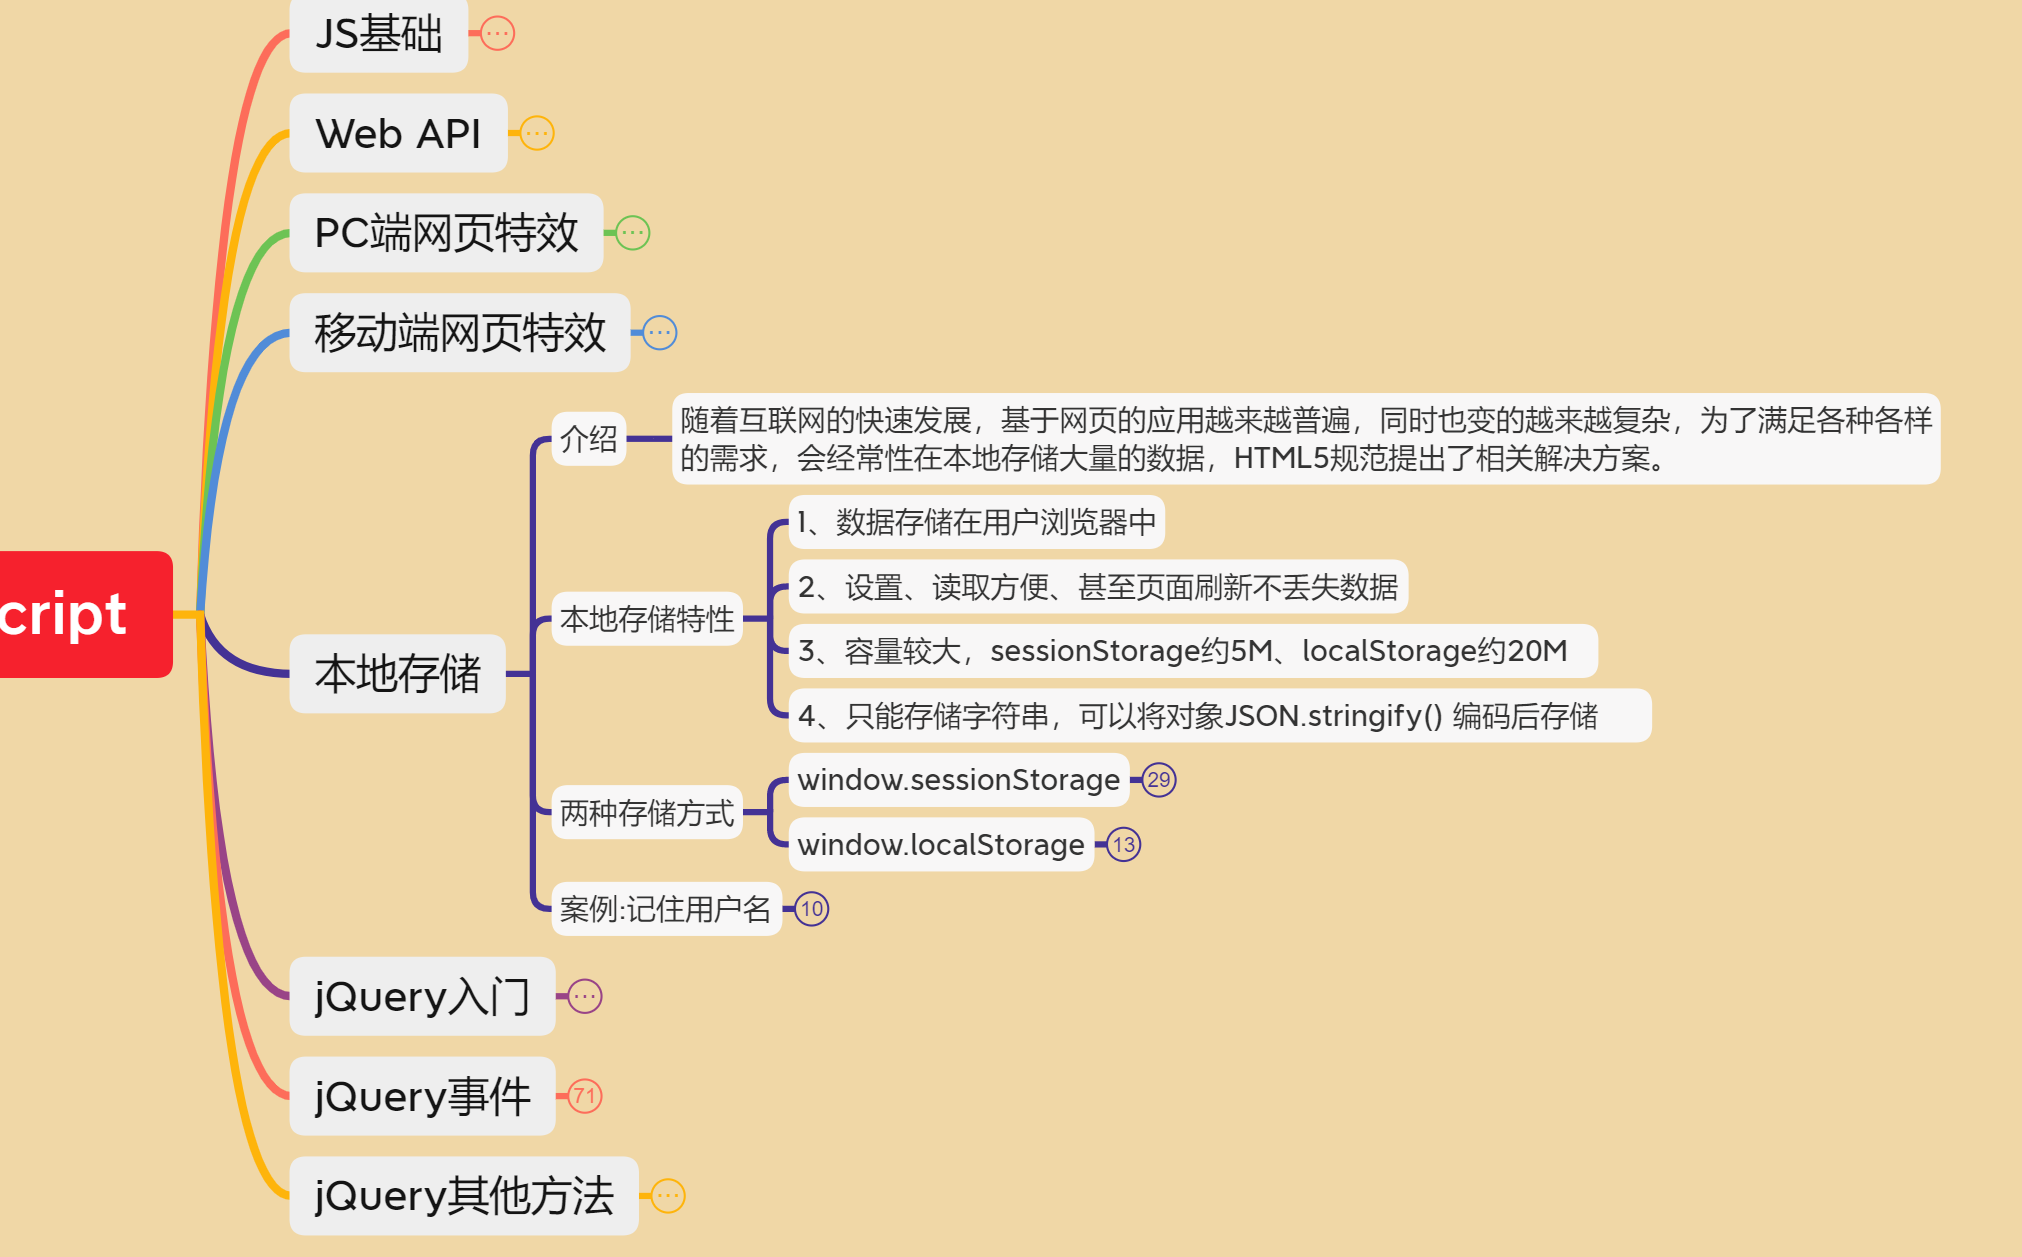 JS基础
Web API
PC端网页特效
移动端网页特效
cript
本地存储
介绍
随着互联网的快速发展，基于网页的应用越来越普遍，同时也变的越来越复杂，为了满足各种各样
的需求，会经常性在本地存储大量的数据，HTML5规范提出了相关解决方案。
本地存储特性
1、数据存储在用户浏览器中
2、设置、读取方便、甚至页面刷新不丢失数据
3、容量较大，sessionStorage约5M、localStorage约20M
4、只能存储字符串，可以将对象JSON.stringify() 编码后存储
两种存储方式
window.sessionStorage 29
window.localStorage 13
案例:记住用户名 10
jQuery入门
jQuery事件 71
jQuery其他方法